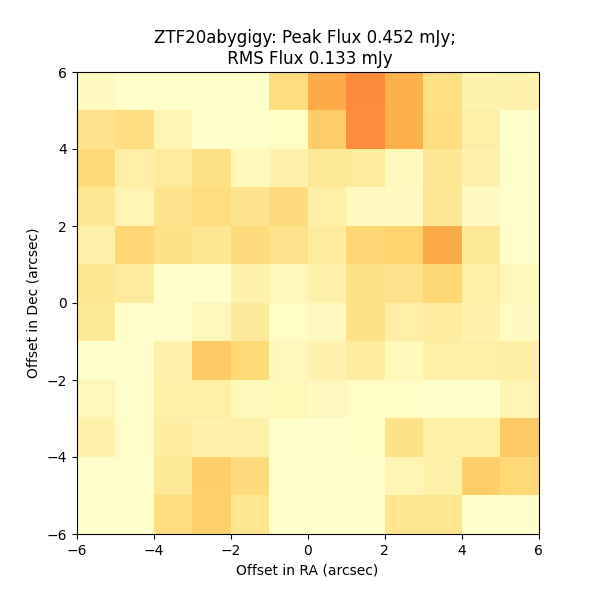 ZTF20abygigy: Peak Flux 0.452 mJy;
RMS Flux 0.133 mJy
6
4
2
0
−2
−4
−6
Offset in Dec (arcsec)
−6 −4 −2 0 2 4 6
Offset in RA (arcsec)